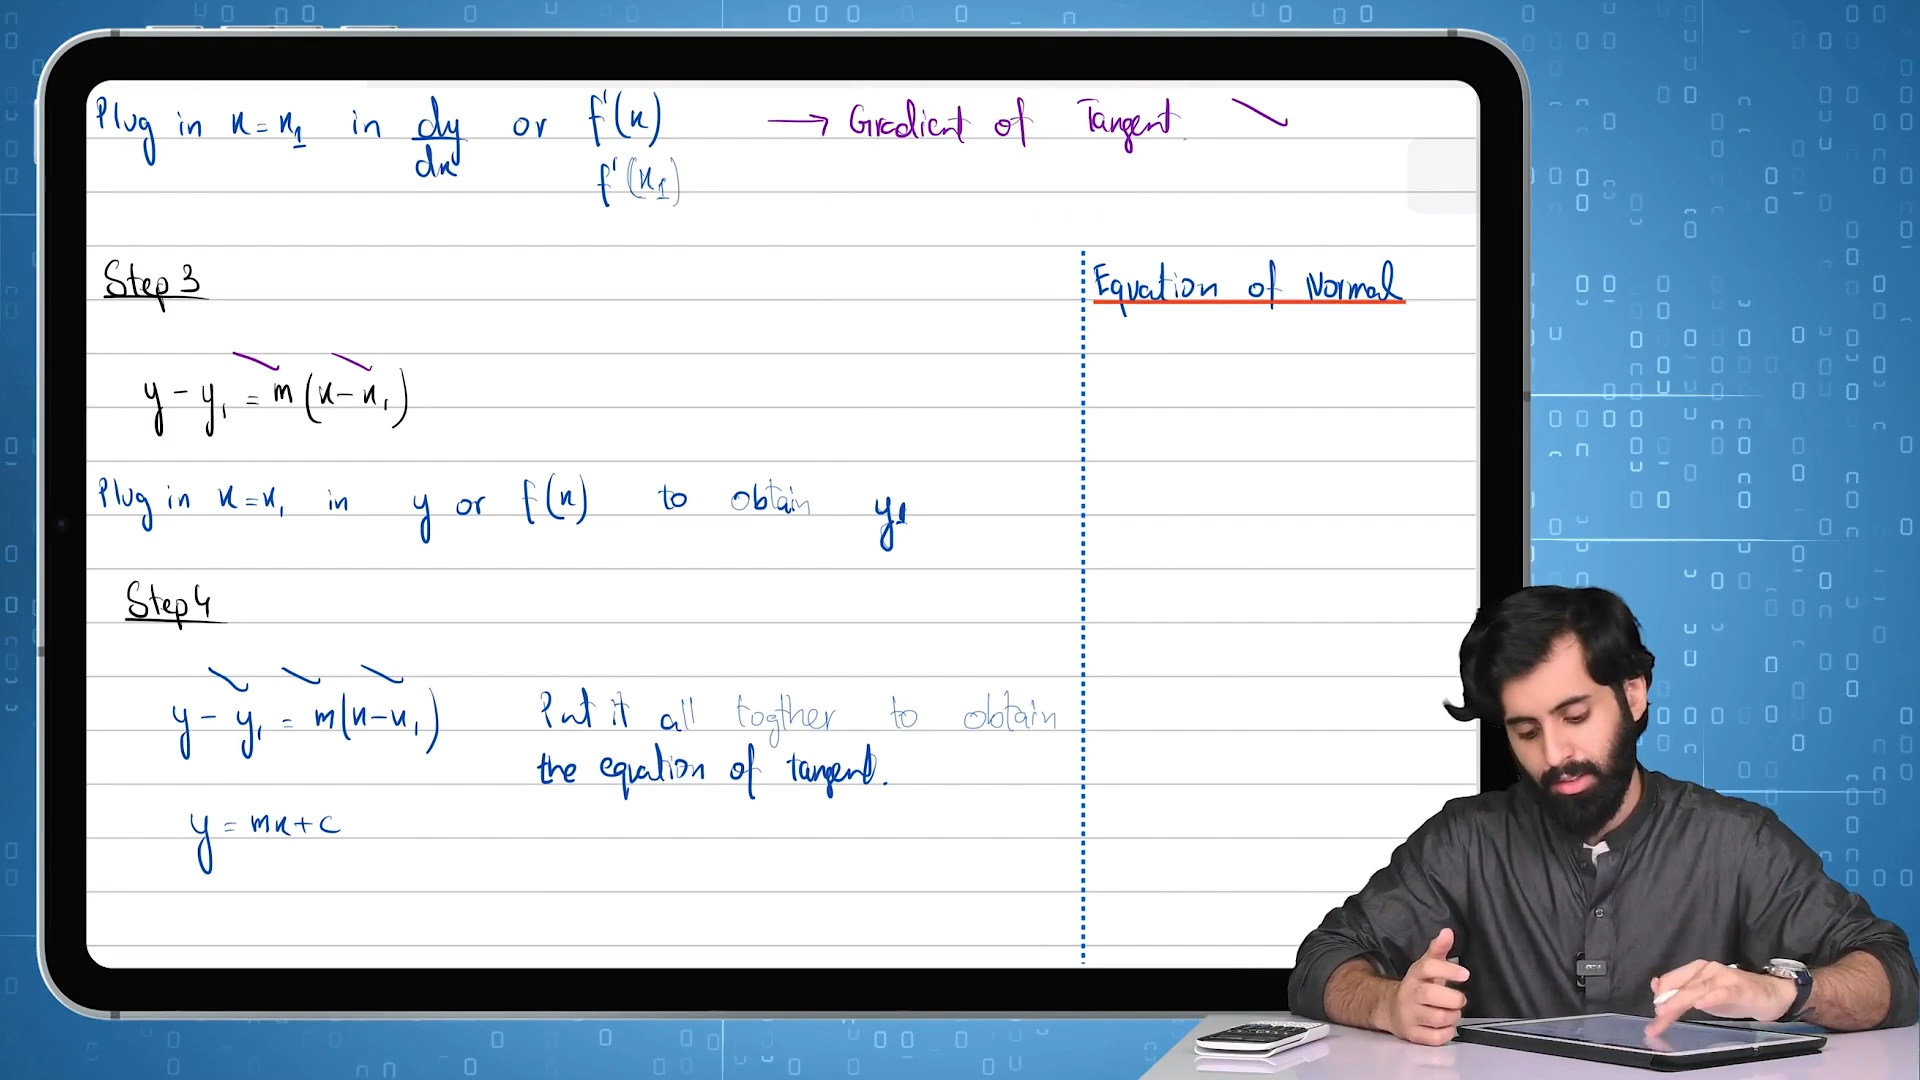 Plug in x = x₁ in dy/dx or f'(x) → Gradient of Tangent
f'(x₁)
Step 3
y - y₁ = m(x - x₁)
Plug in x = x₁ in y or f(x) to obtain y₁
Step 4
y - y₁ = m(x - x₁) Put it all togther to obtain
the equation of tangent.
y = mx + c
Equation of Normal